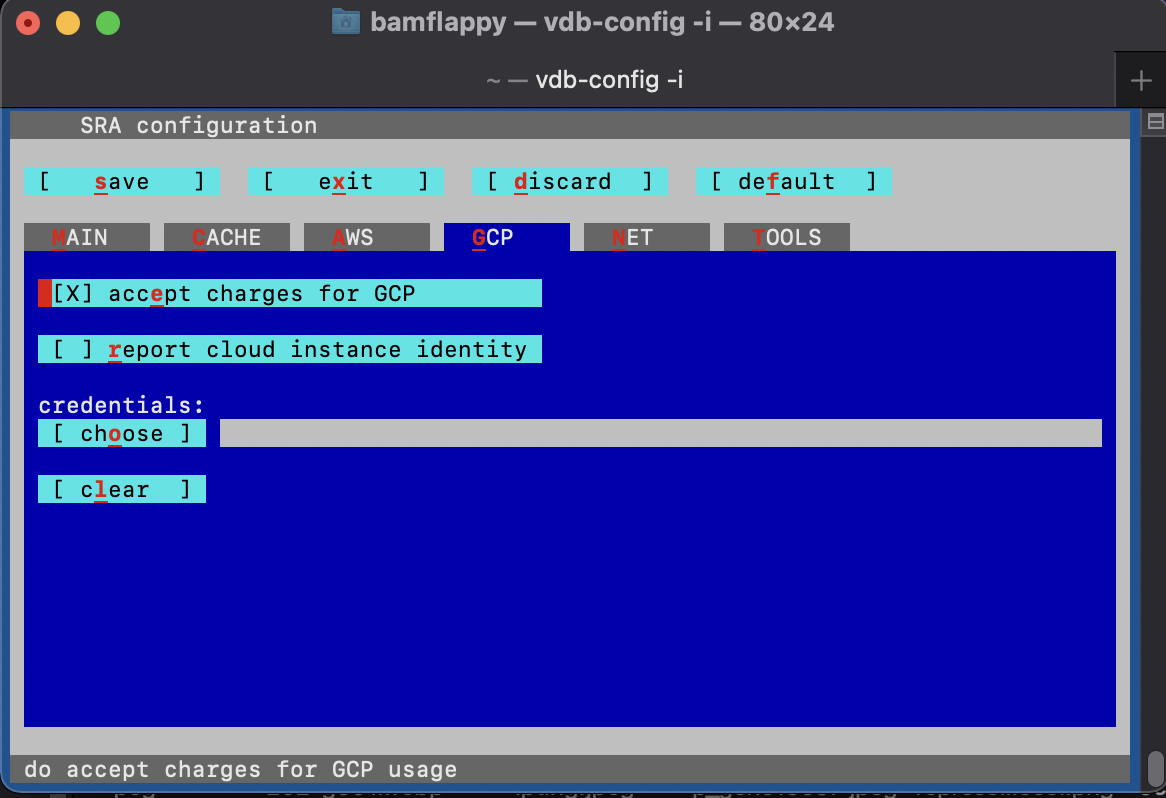 bamflappy — vdb-config -i — 80×24
~ — vdb-config -i
SRA configuration
[ save ] [ exit ] [ discard ] [ default ]
MAIN CACHE AWS GCP NET TOOLS
[X] accept charges for GCP
[ ] report cloud instance identity
credentials:
[ choose ]
[ clear ]
do accept charges for GCP usage